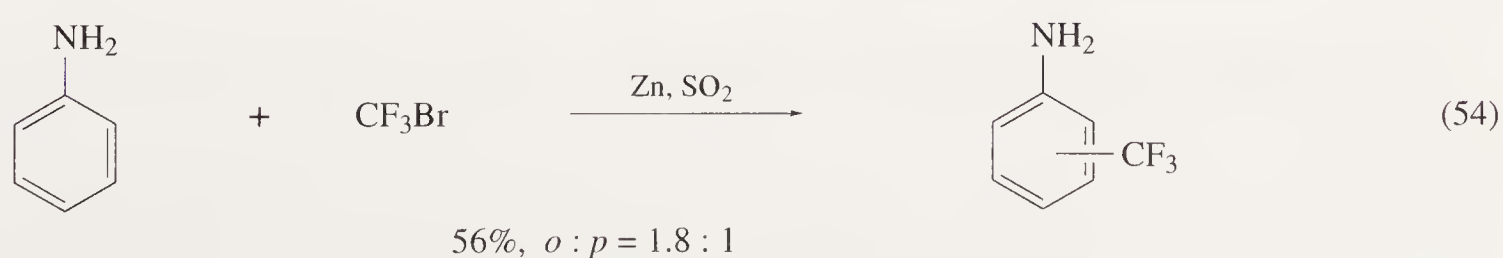 NH₂ NH₂
+ CF₃Br Zn, SO₂ CF₃ (54)
56%, o : p = 1.8 : 1